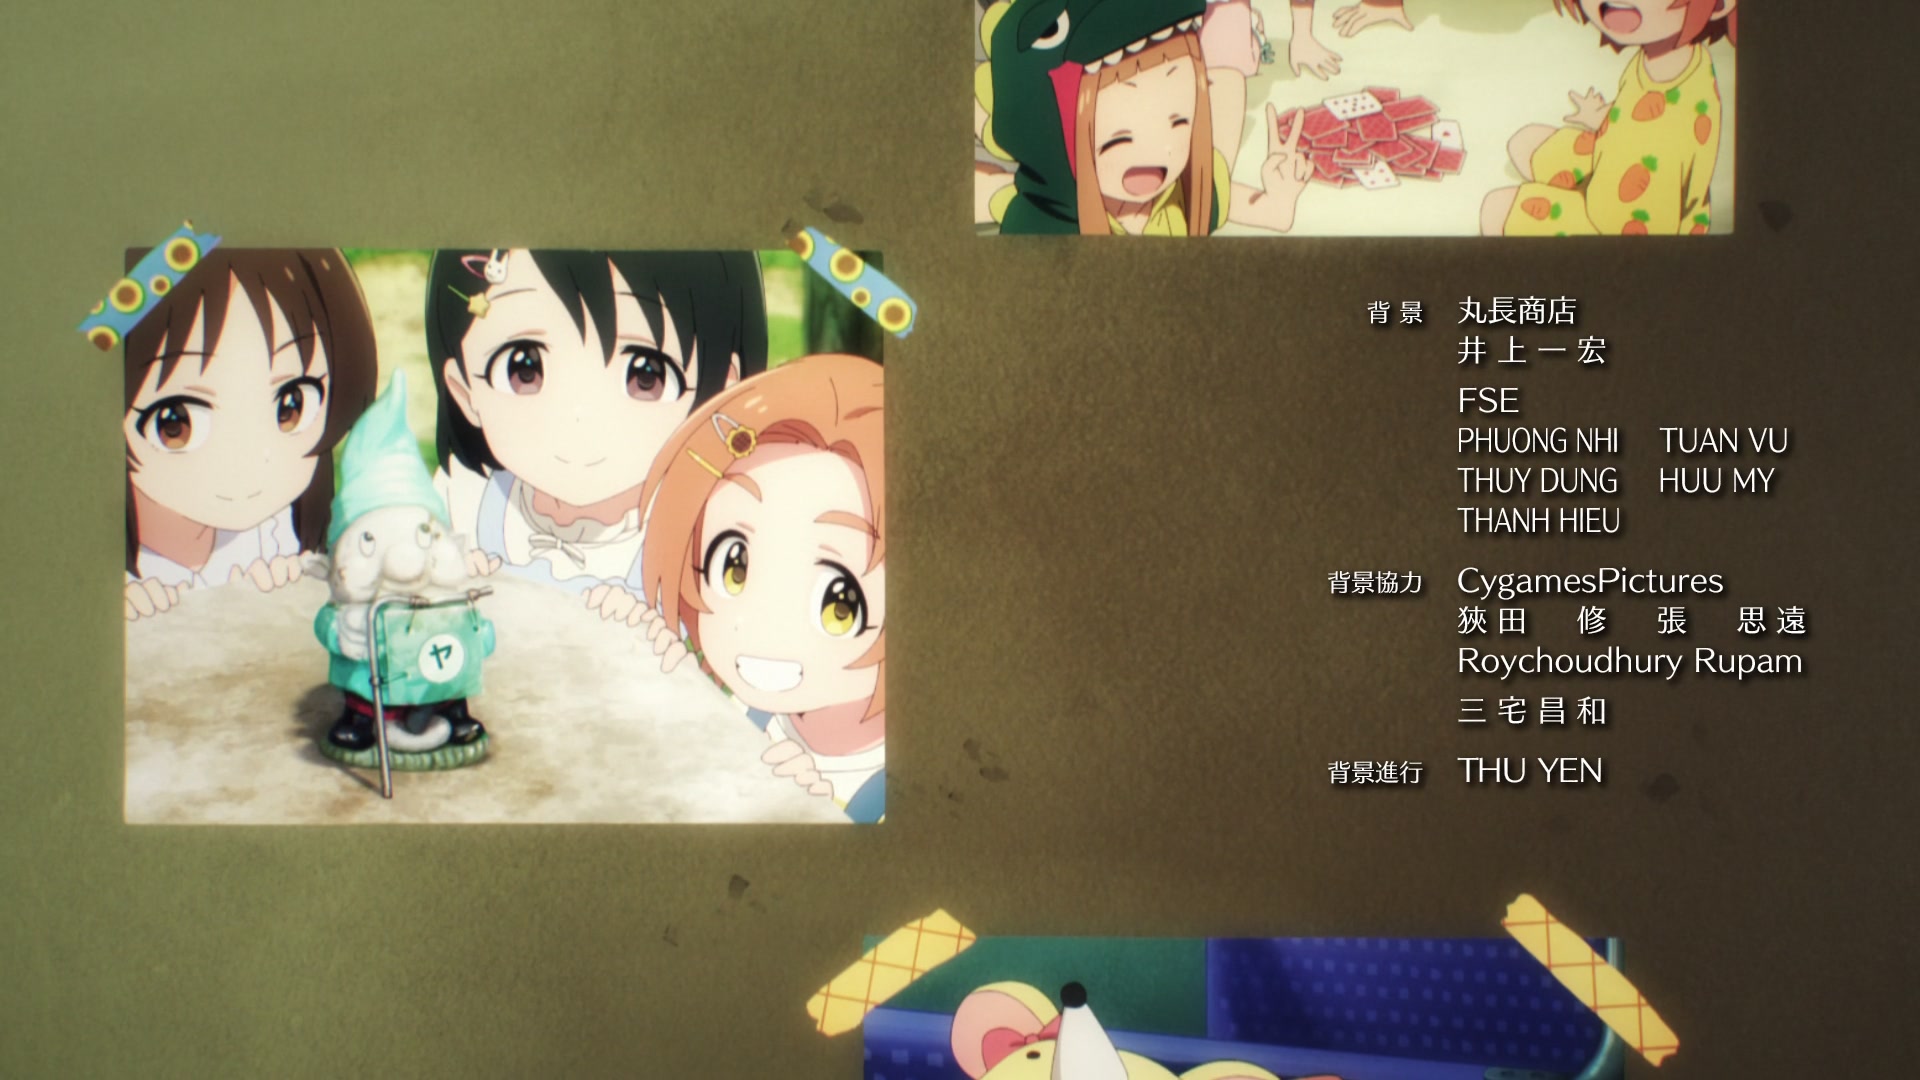 背景 丸長商店
井上一宏
FSE
PHUONG NHI TUAN VU
THUY DUNG HUU MY
THANH HIEU
背景協力 CygamesPictures
狹田 修 張 思遠
Roychoudhury Rupam
三宅昌和
背景進行 THU YEN
ヤ